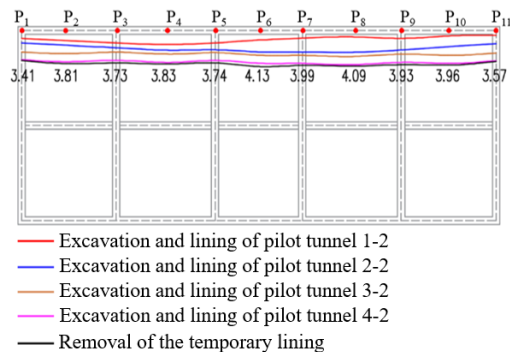 P1 P2 P3 P4 P5 P6 P7 P8 P9 P10 P11
3.41 3.81 3.73 3.83 3.74 4.13 3.99 4.09 3.93 3.96 3.57
Excavation and lining of pilot tunnel 1-2
Excavation and lining of pilot tunnel 2-2
Excavation and lining of pilot tunnel 3-2
Excavation and lining of pilot tunnel 4-2
Removal of the temporary lining